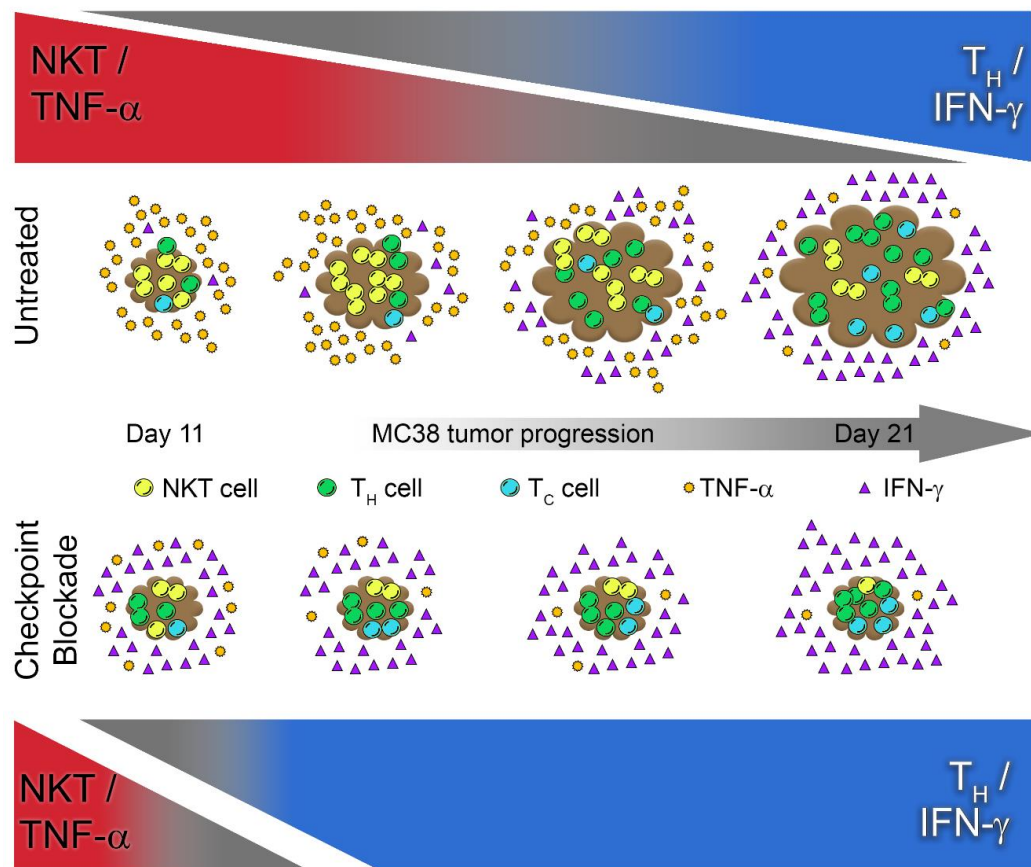 NKT /
TNF-α
T_H /
IFN-γ
Untreated
Day 11
MC38 tumor progression
Day 21
NKT cell
T_H cell
T_C cell
TNF-α
IFN-γ
Checkpoint
Blockade
NKT /
TNF-α
T_H /
IFN-γ